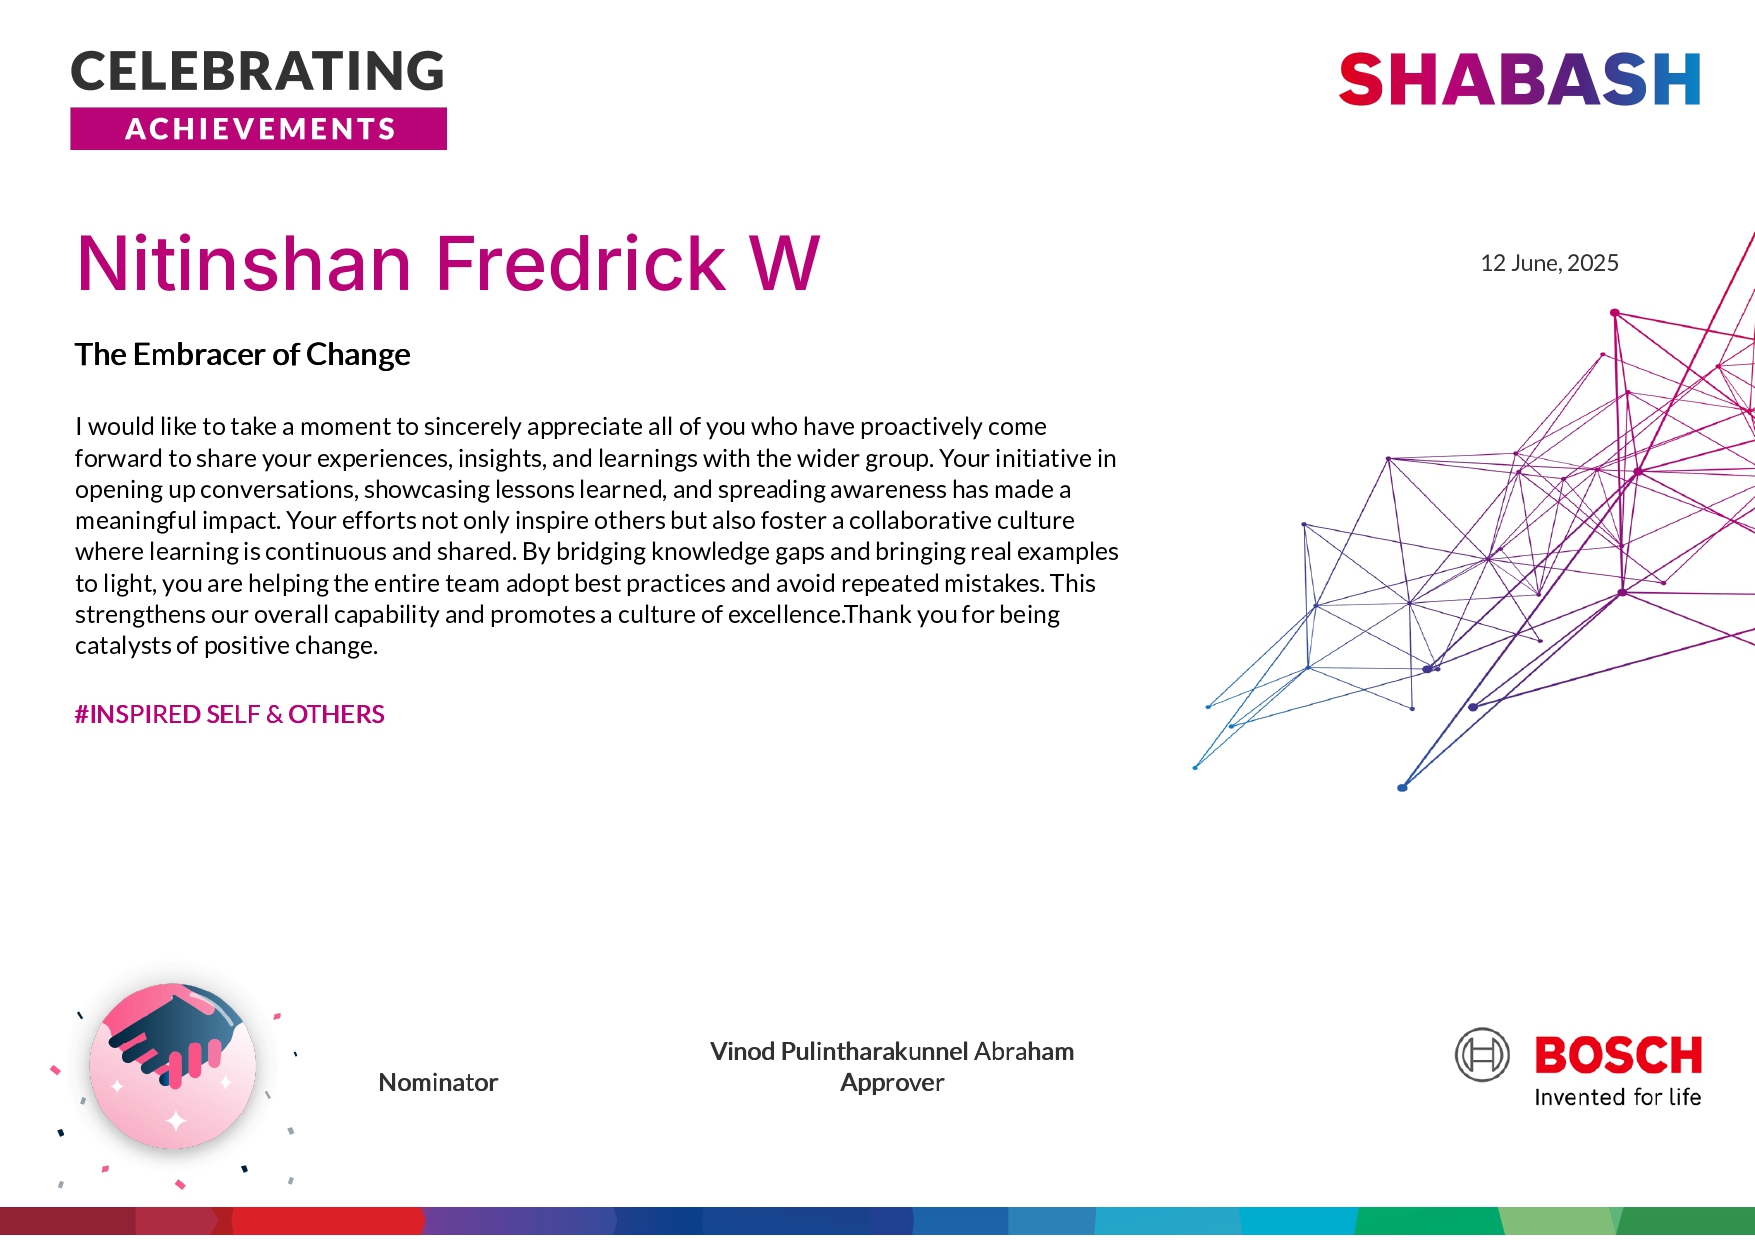 CELEBRATING
ACHIEVEMENTS
SHABASH
Nitinshan Fredrick W
12 June, 2025
The Embracer of Change
I would like to take a moment to sincerely appreciate all of you who have proactively come
forward to share your experiences, insights, and learnings with the wider group. Your initiative in
opening up conversations, showcasing lessons learned, and spreading awareness has made a
meaningful impact. Your efforts not only inspire others but also foster a collaborative culture
where learning is continuous and shared. By bridging knowledge gaps and bringing real examples
to light, you are helping the entire team adopt best practices and avoid repeated mistakes. This
strengthens our overall capability and promotes a culture of excellence.Thank you for being
catalysts of positive change.
#INSPIRED SELF & OTHERS
Nominator
Vinod Pulintharakunnel Abraham
Approver
BOSCH
Invented for life